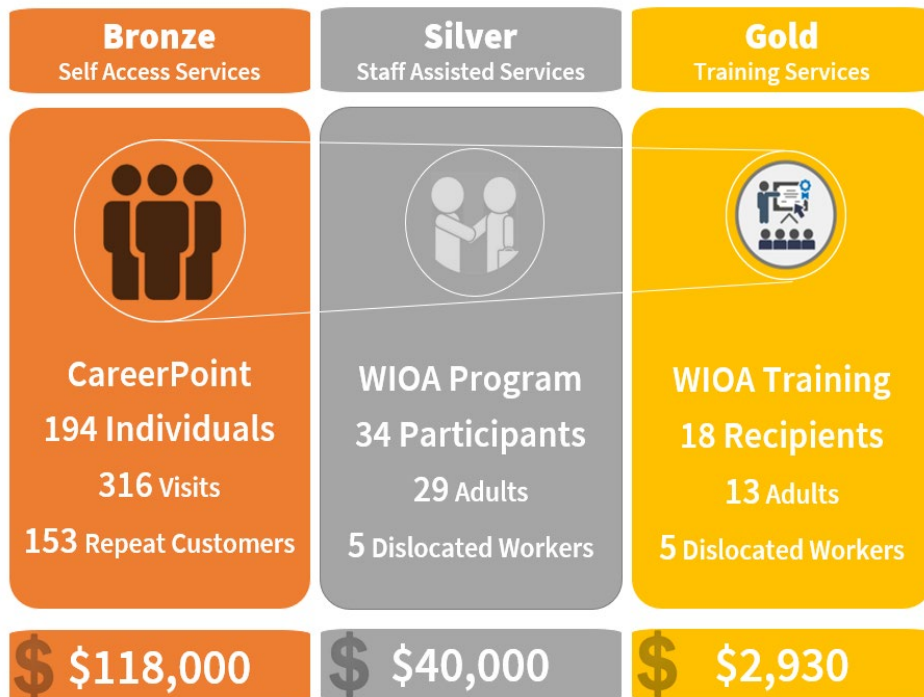 Bronze
Self Access Services
CareerPoint
194 Individuals
316 Visits
153 Repeat Customers
$ $118,000
Silver
Staff Assisted Services
WIOA Program
34 Participants
29 Adults
5 Dislocated Workers
$ $40,000
Gold
Training Services
WIOA Training
18 Recipients
13 Adults
5 Dislocated Workers
$ $2,930